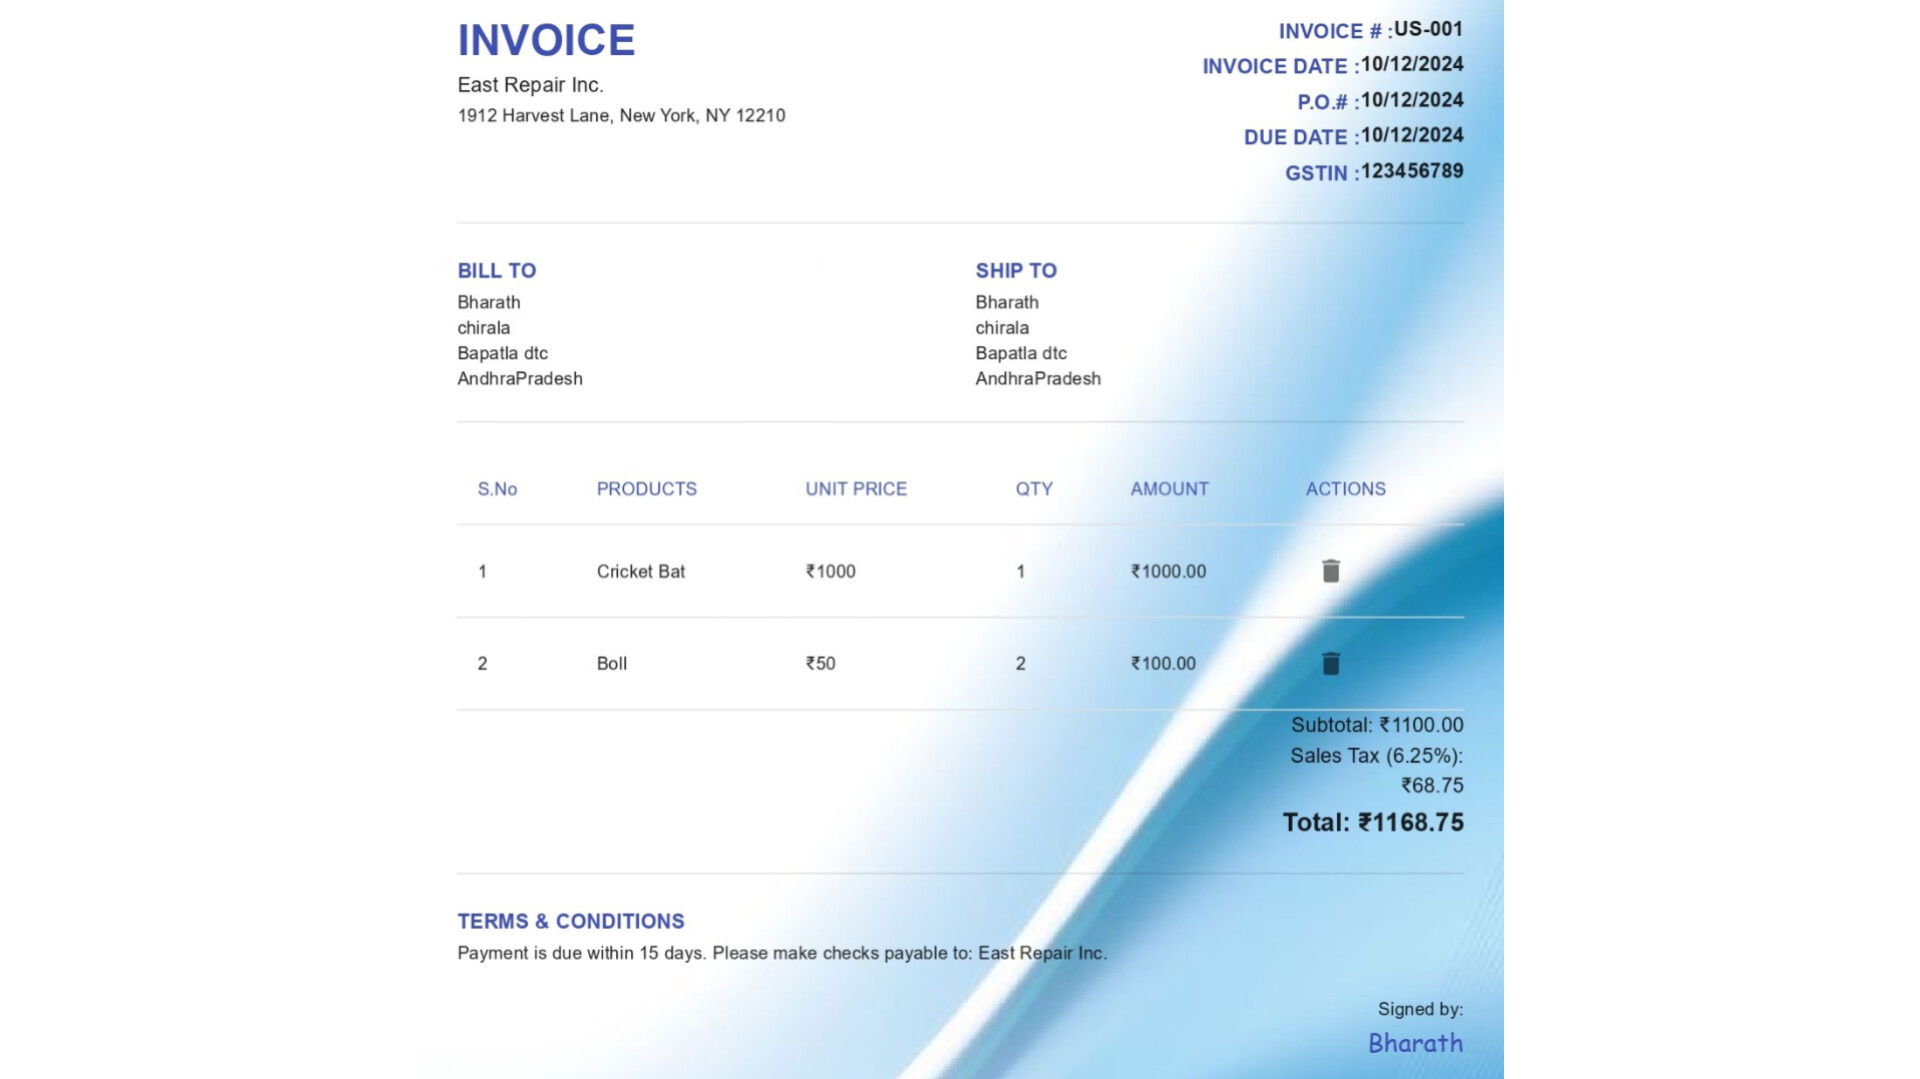 INVOICE
East Repair Inc.
1912 Harvest Lane, New York, NY 12210
INVOICE # :US-001
INVOICE DATE :10/12/2024
P.O.# :10/12/2024
DUE DATE :10/12/2024
GSTIN :123456789
BILL TO
Bharath
chirala
Bapatla dtc
AndhraPradesh
SHIP TO
Bharath
chirala
Bapatla dtc
AndhraPradesh
S.No PRODUCTS UNIT PRICE QTY AMOUNT ACTIONS
1 Cricket Bat ₹1000 1 ₹1000.00
2 Boll ₹50 2 ₹100.00
Subtotal: ₹1100.00
Sales Tax (6.25%):
₹68.75
Total: ₹1168.75
TERMS & CONDITIONS
Payment is due within 15 days. Please make checks payable to: East Repair Inc.
Signed by:
Bharath